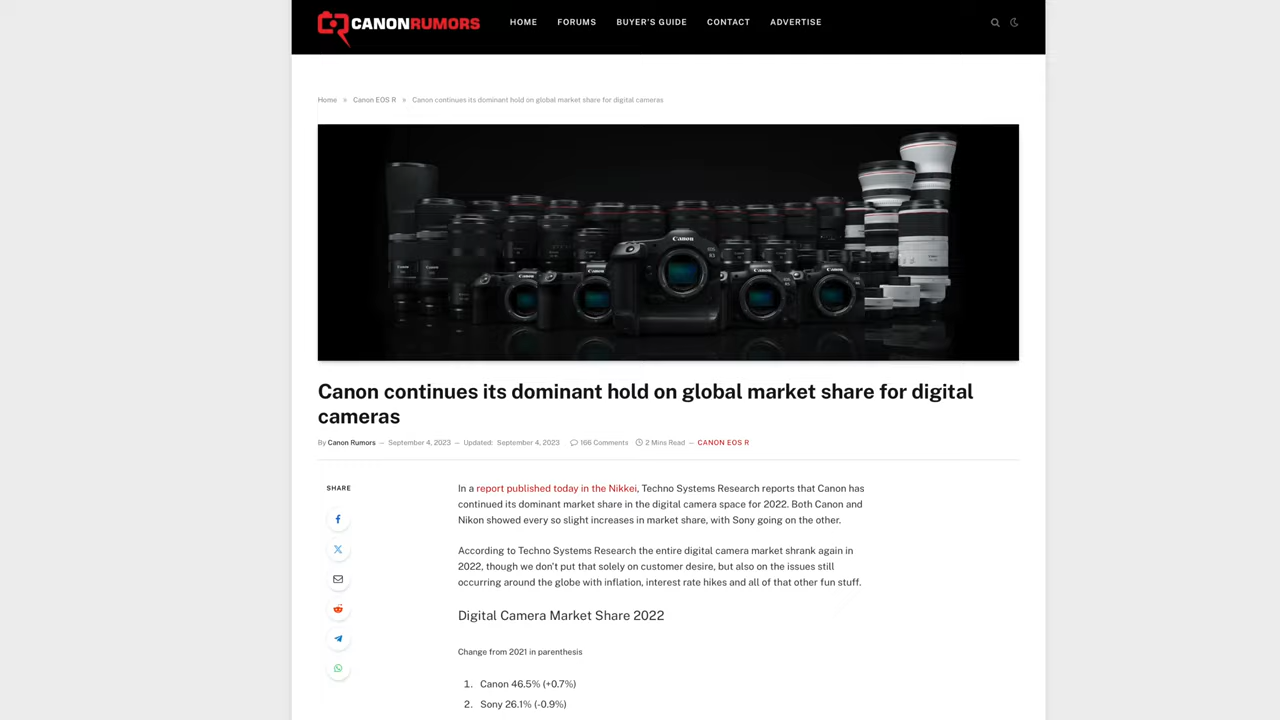 CANONRUMORS
HOME FORUMS BUYER'S GUIDE CONTACT ADVERTISE
Home » Canon EOS R » Canon continues its dominant hold on global market share for digital cameras
Canon
Canon continues its dominant hold on global market share for digital
cameras
By Canon Rumors — September 4, 2023 — Updated: September 4, 2023 166 Comments 2 Mins Read — CANON EOS R
SHARE
In a report published today in the Nikkei, Techno Systems Research reports that Canon has
continued its dominant market share in the digital camera space for 2022. Both Canon and
Nikon showed every so slight increases in market share, with Sony going on the other.
According to Techno Systems Research the entire digital camera market shrank again in
2022, though we don't put that solely on customer desire, but also on the issues still
occurring around the globe with inflation, interest rate hikes and all of that other fun stuff.
Digital Camera Market Share 2022
Change from 2021 in parenthesis
1. Canon 46.5% (+0.7%)
2. Sony 26.1% (-0.9%)